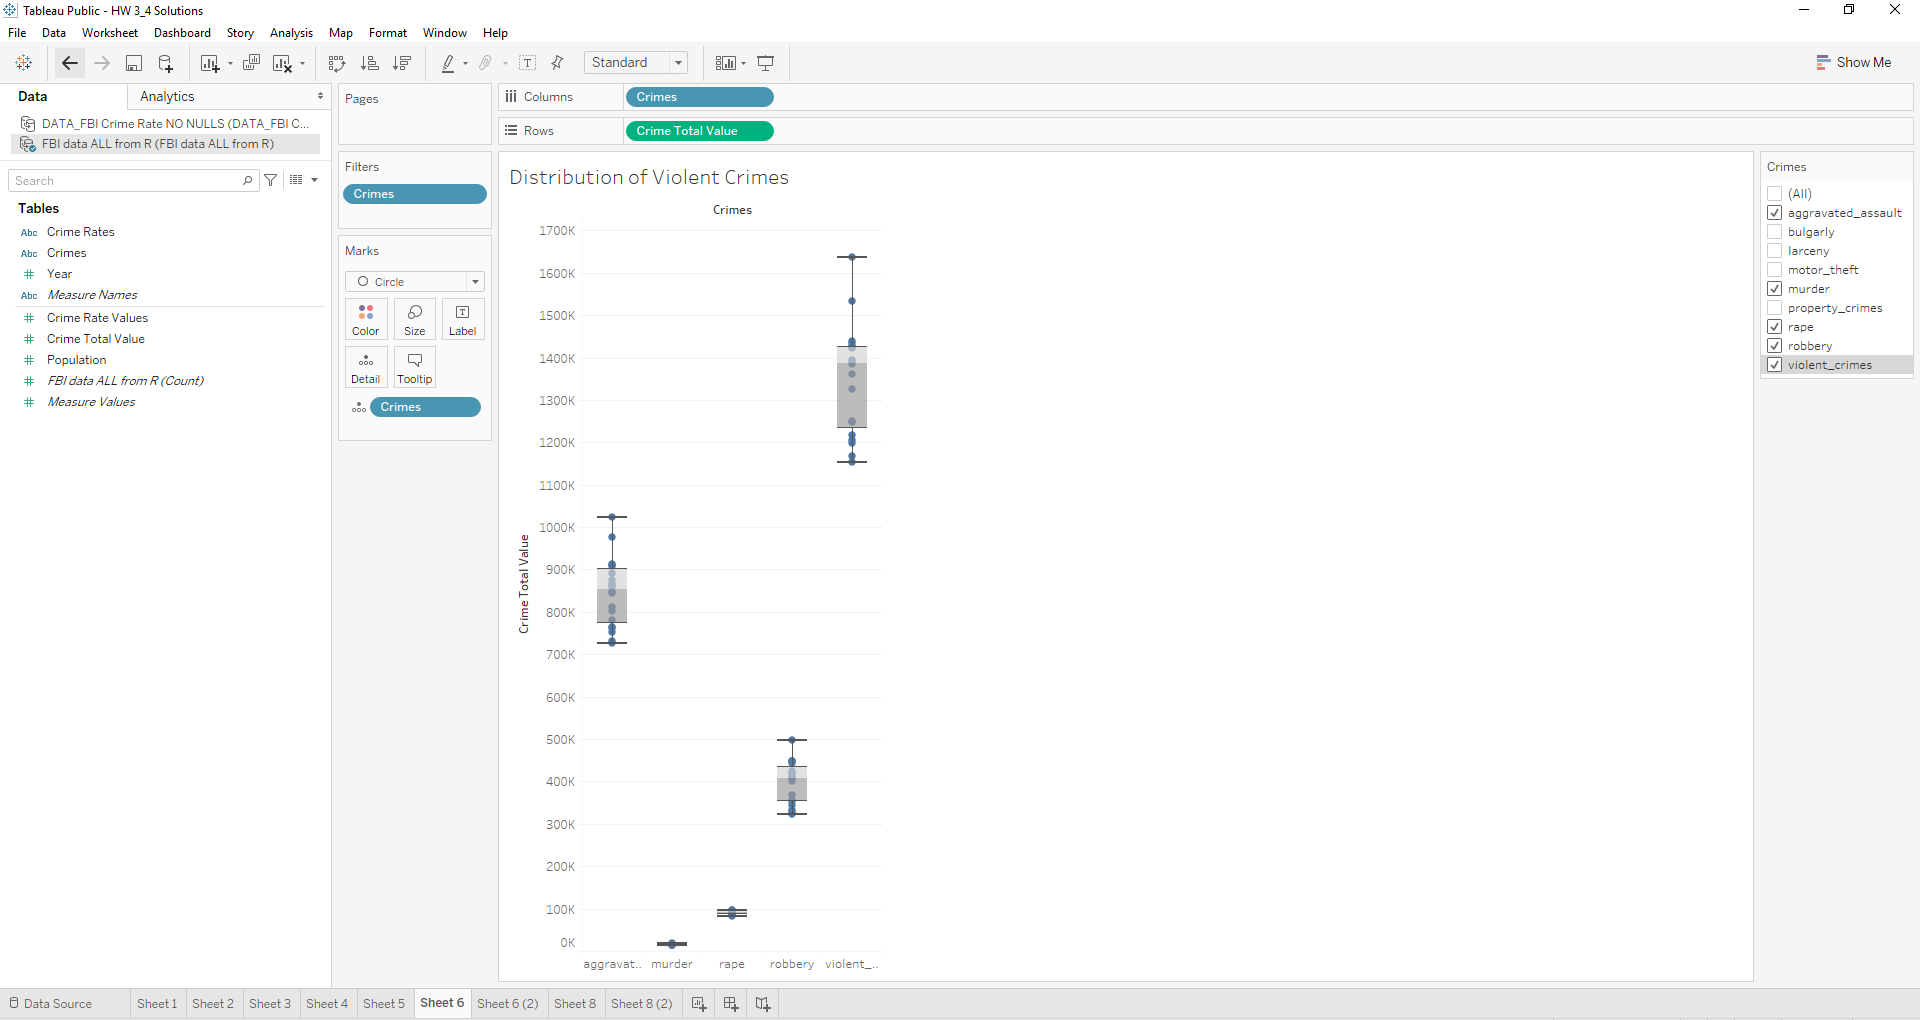 Tableau Public - HW 3_4 Solutions
File Data Worksheet Dashboard Story Analysis Map Format Window Help
Standard
Show Me
Data Analytics
DATA_FBI Crime Rate NO NULLS (DATA_FBI C...
FBI data ALL from R (FBI data ALL from R)
Search
Tables
Abc Crime Rates
Abc Crimes
# Year
Abc Measure Names
# Crime Rate Values
# Crime Total Value
# Population
# FBI data ALL from R (Count)
# Measure Values
Pages
Filters
Crimes
Marks
Circle
Color Size Label
Detail Tooltip
Crimes
Columns Crimes
Rows Crime Total Value
Distribution of Violent Crimes
Crimes
1700K
1600K
1500K
1400K
1300K
1200K
1100K
1000K
900K
800K
700K
600K
500K
400K
300K
200K
100K
0K
Crime Total Value
aggravat.. murder rape robbery violent_..
Crimes
(All)
aggravated_assault
bulgarly
larceny
motor_theft
murder
property_crimes
rape
robbery
violent_crimes
Data Source Sheet 1 Sheet 2 Sheet 3 Sheet 4 Sheet 5 Sheet 6 Sheet 6 (2) Sheet 8 Sheet 8 (2)